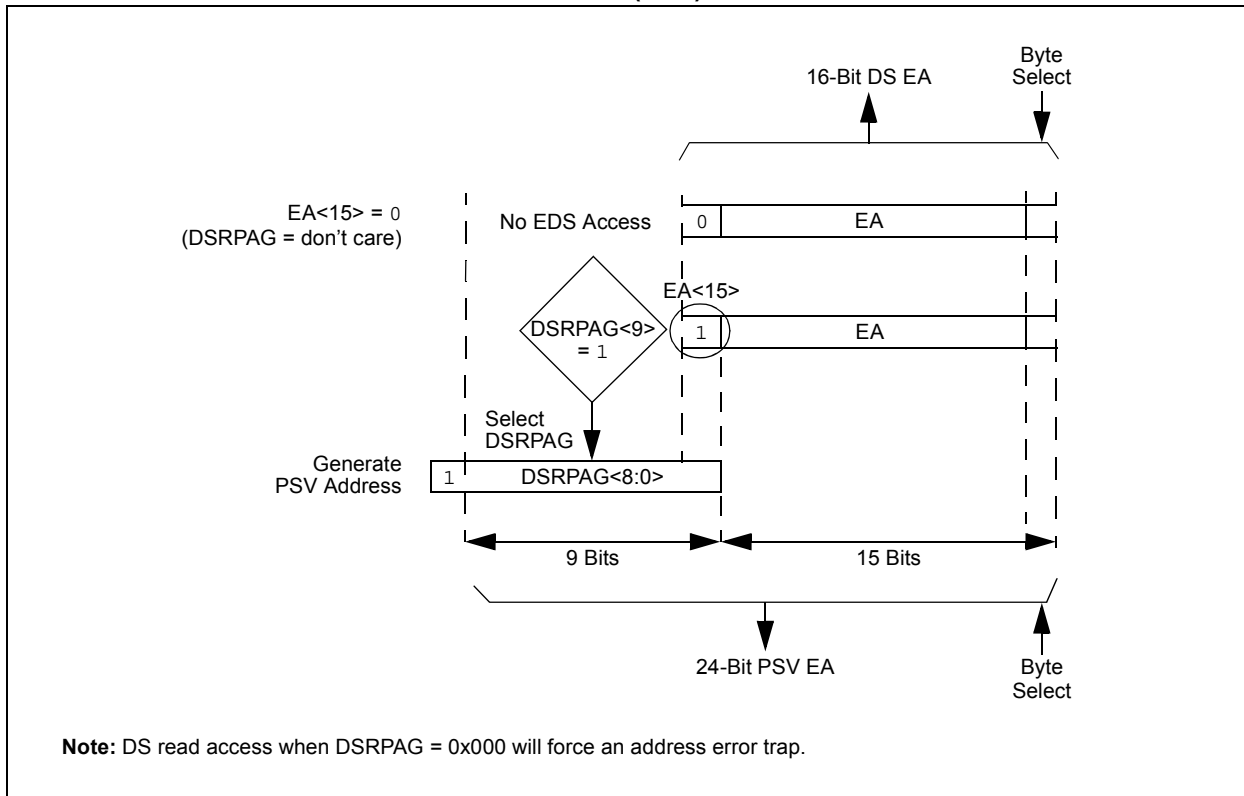 16-Bit DS EA
Byte
Select
EA<15> = 0
(DSRPAG = don't care)
No EDS Access
0
EA
EA<15>
DSRPAG<9>
= 1
1
EA
Select
DSRPAG
Generate
PSV Address
1
DSRPAG<8:0>
9 Bits
15 Bits
24-Bit PSV EA
Byte
Select
Note: DS read access when DSRPAG = 0x000 will force an address error trap.